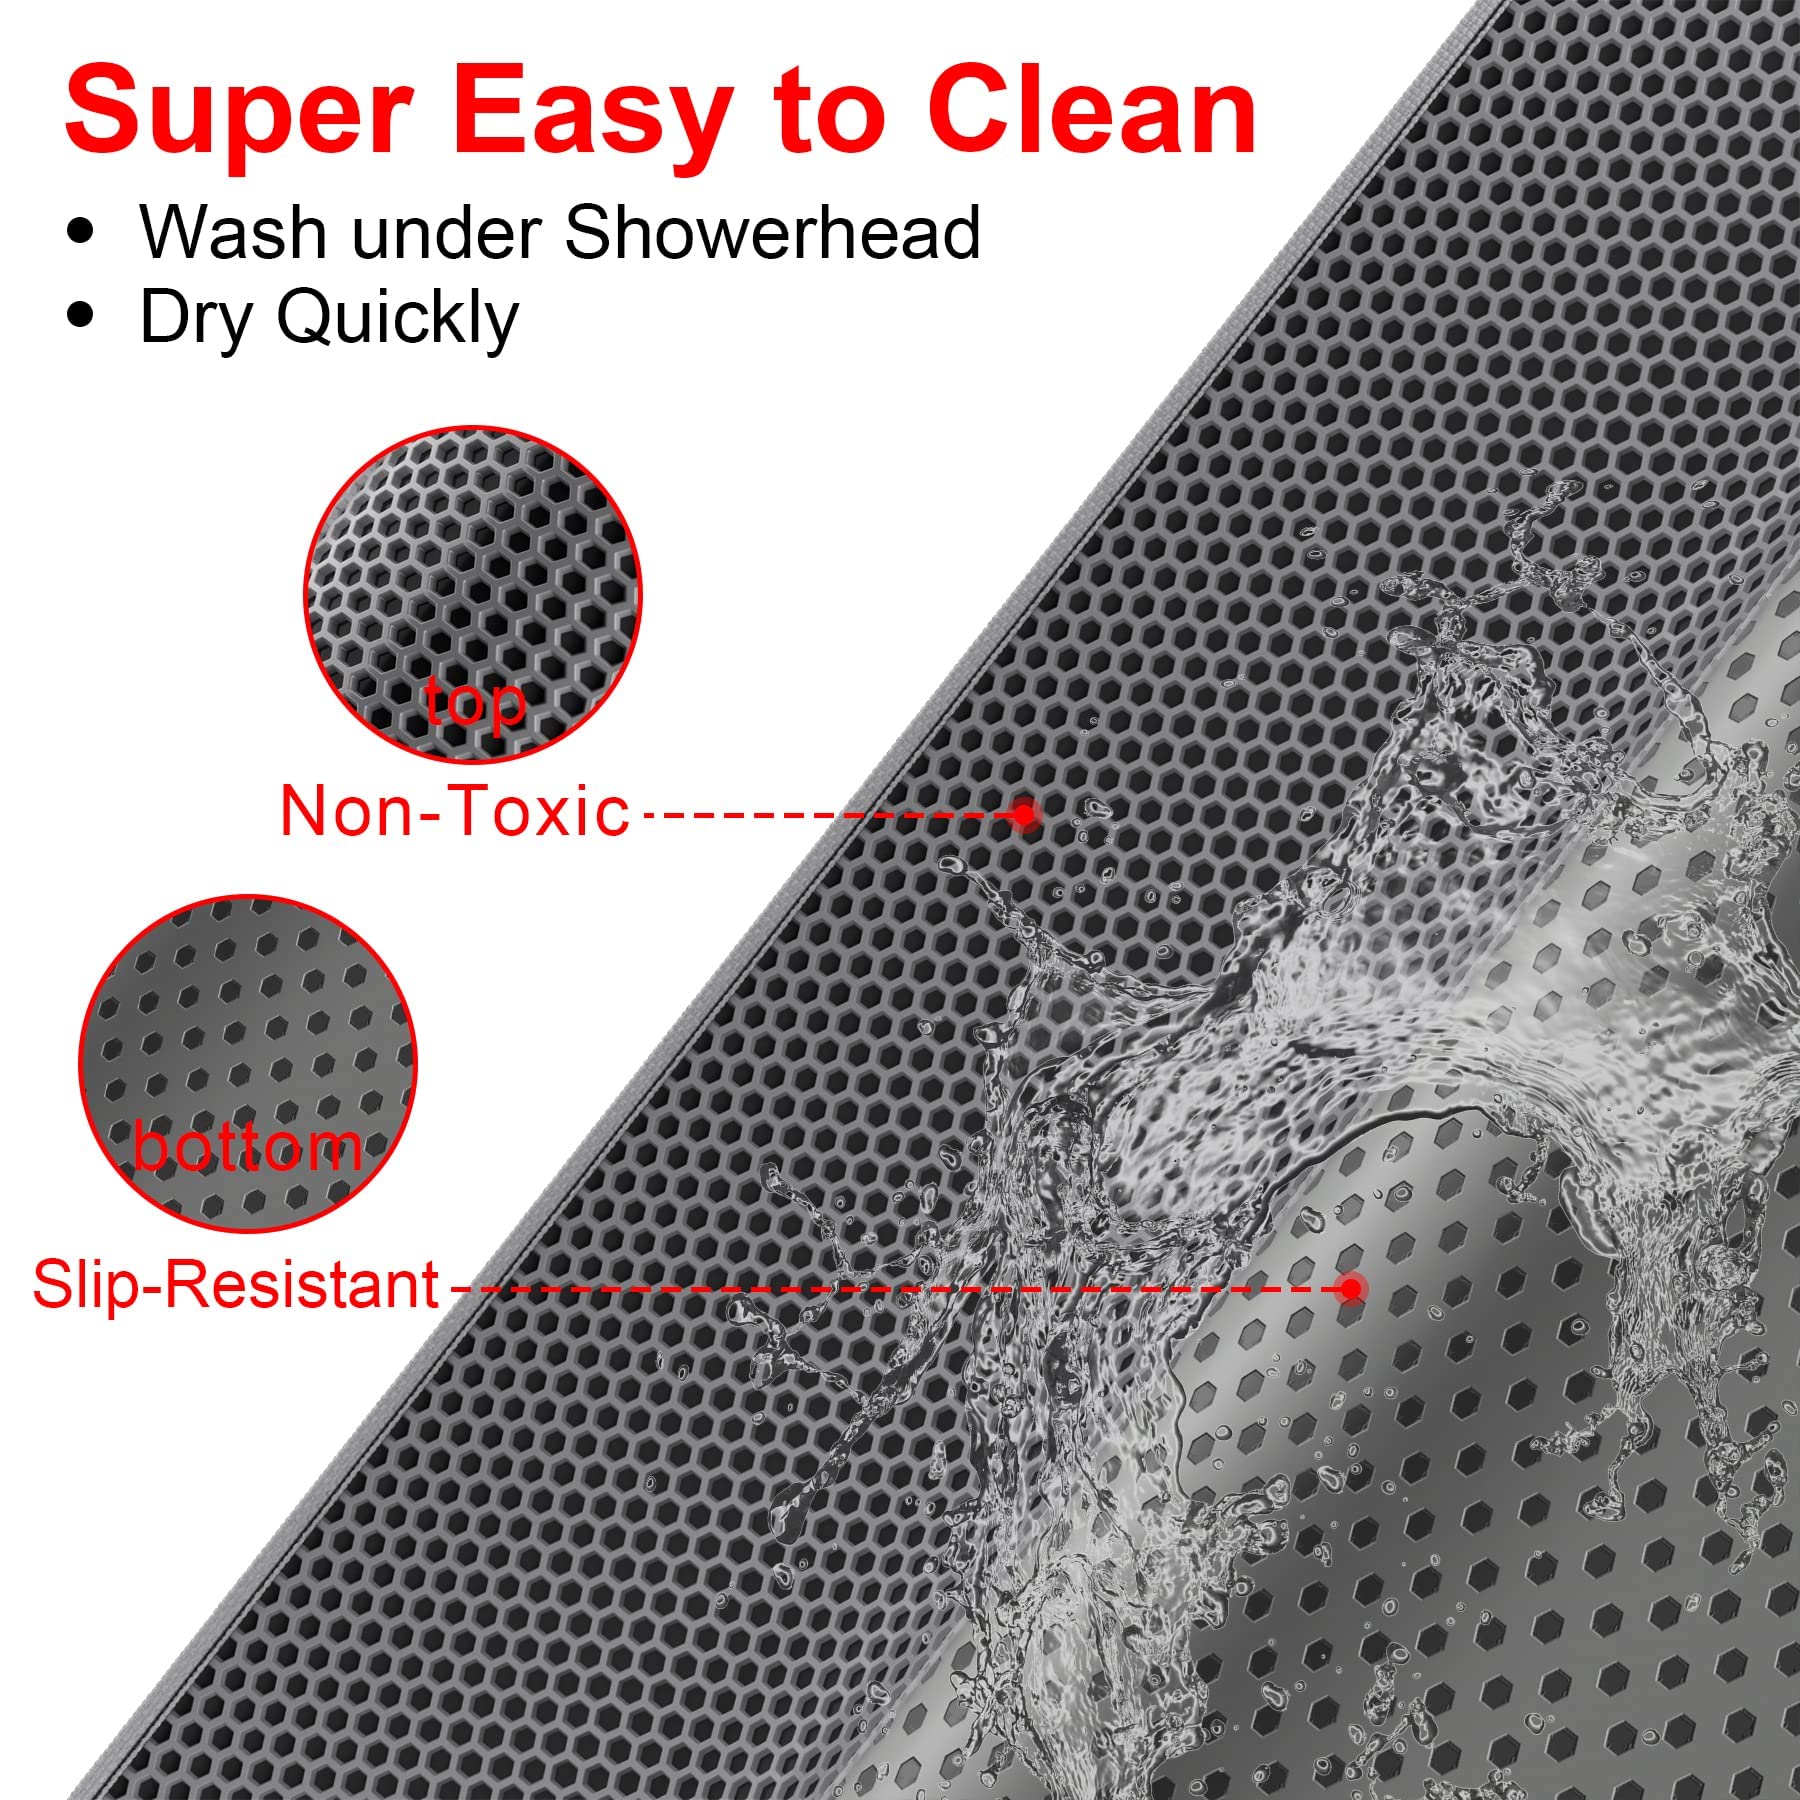 Super Easy to Clean
• Wash under Showerhead
• Dry Quickly
top
Non-Toxic
bottom
Slip-Resistant